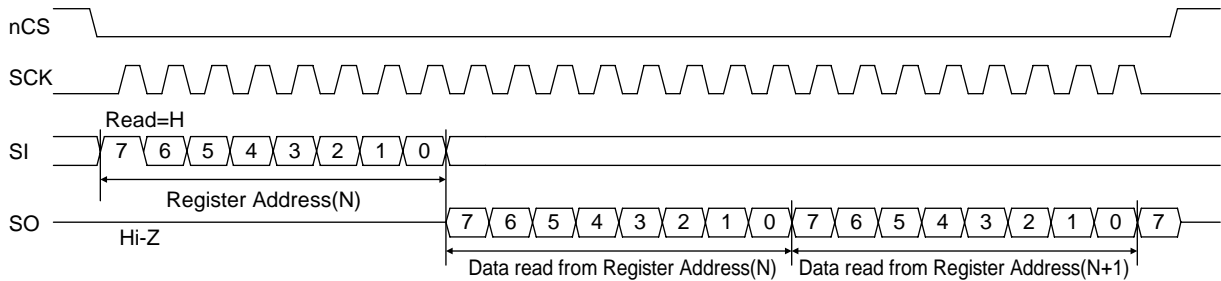 nCS
SCK
Read=H
SI 7 6 5 4 3 2 1 0
Register Address(N)
SO 7 6 5 4 3 2 1 0 7 6 5 4 3 2 1 0 7
Hi-Z
Data read from Register Address(N) Data read from Register Address(N+1)